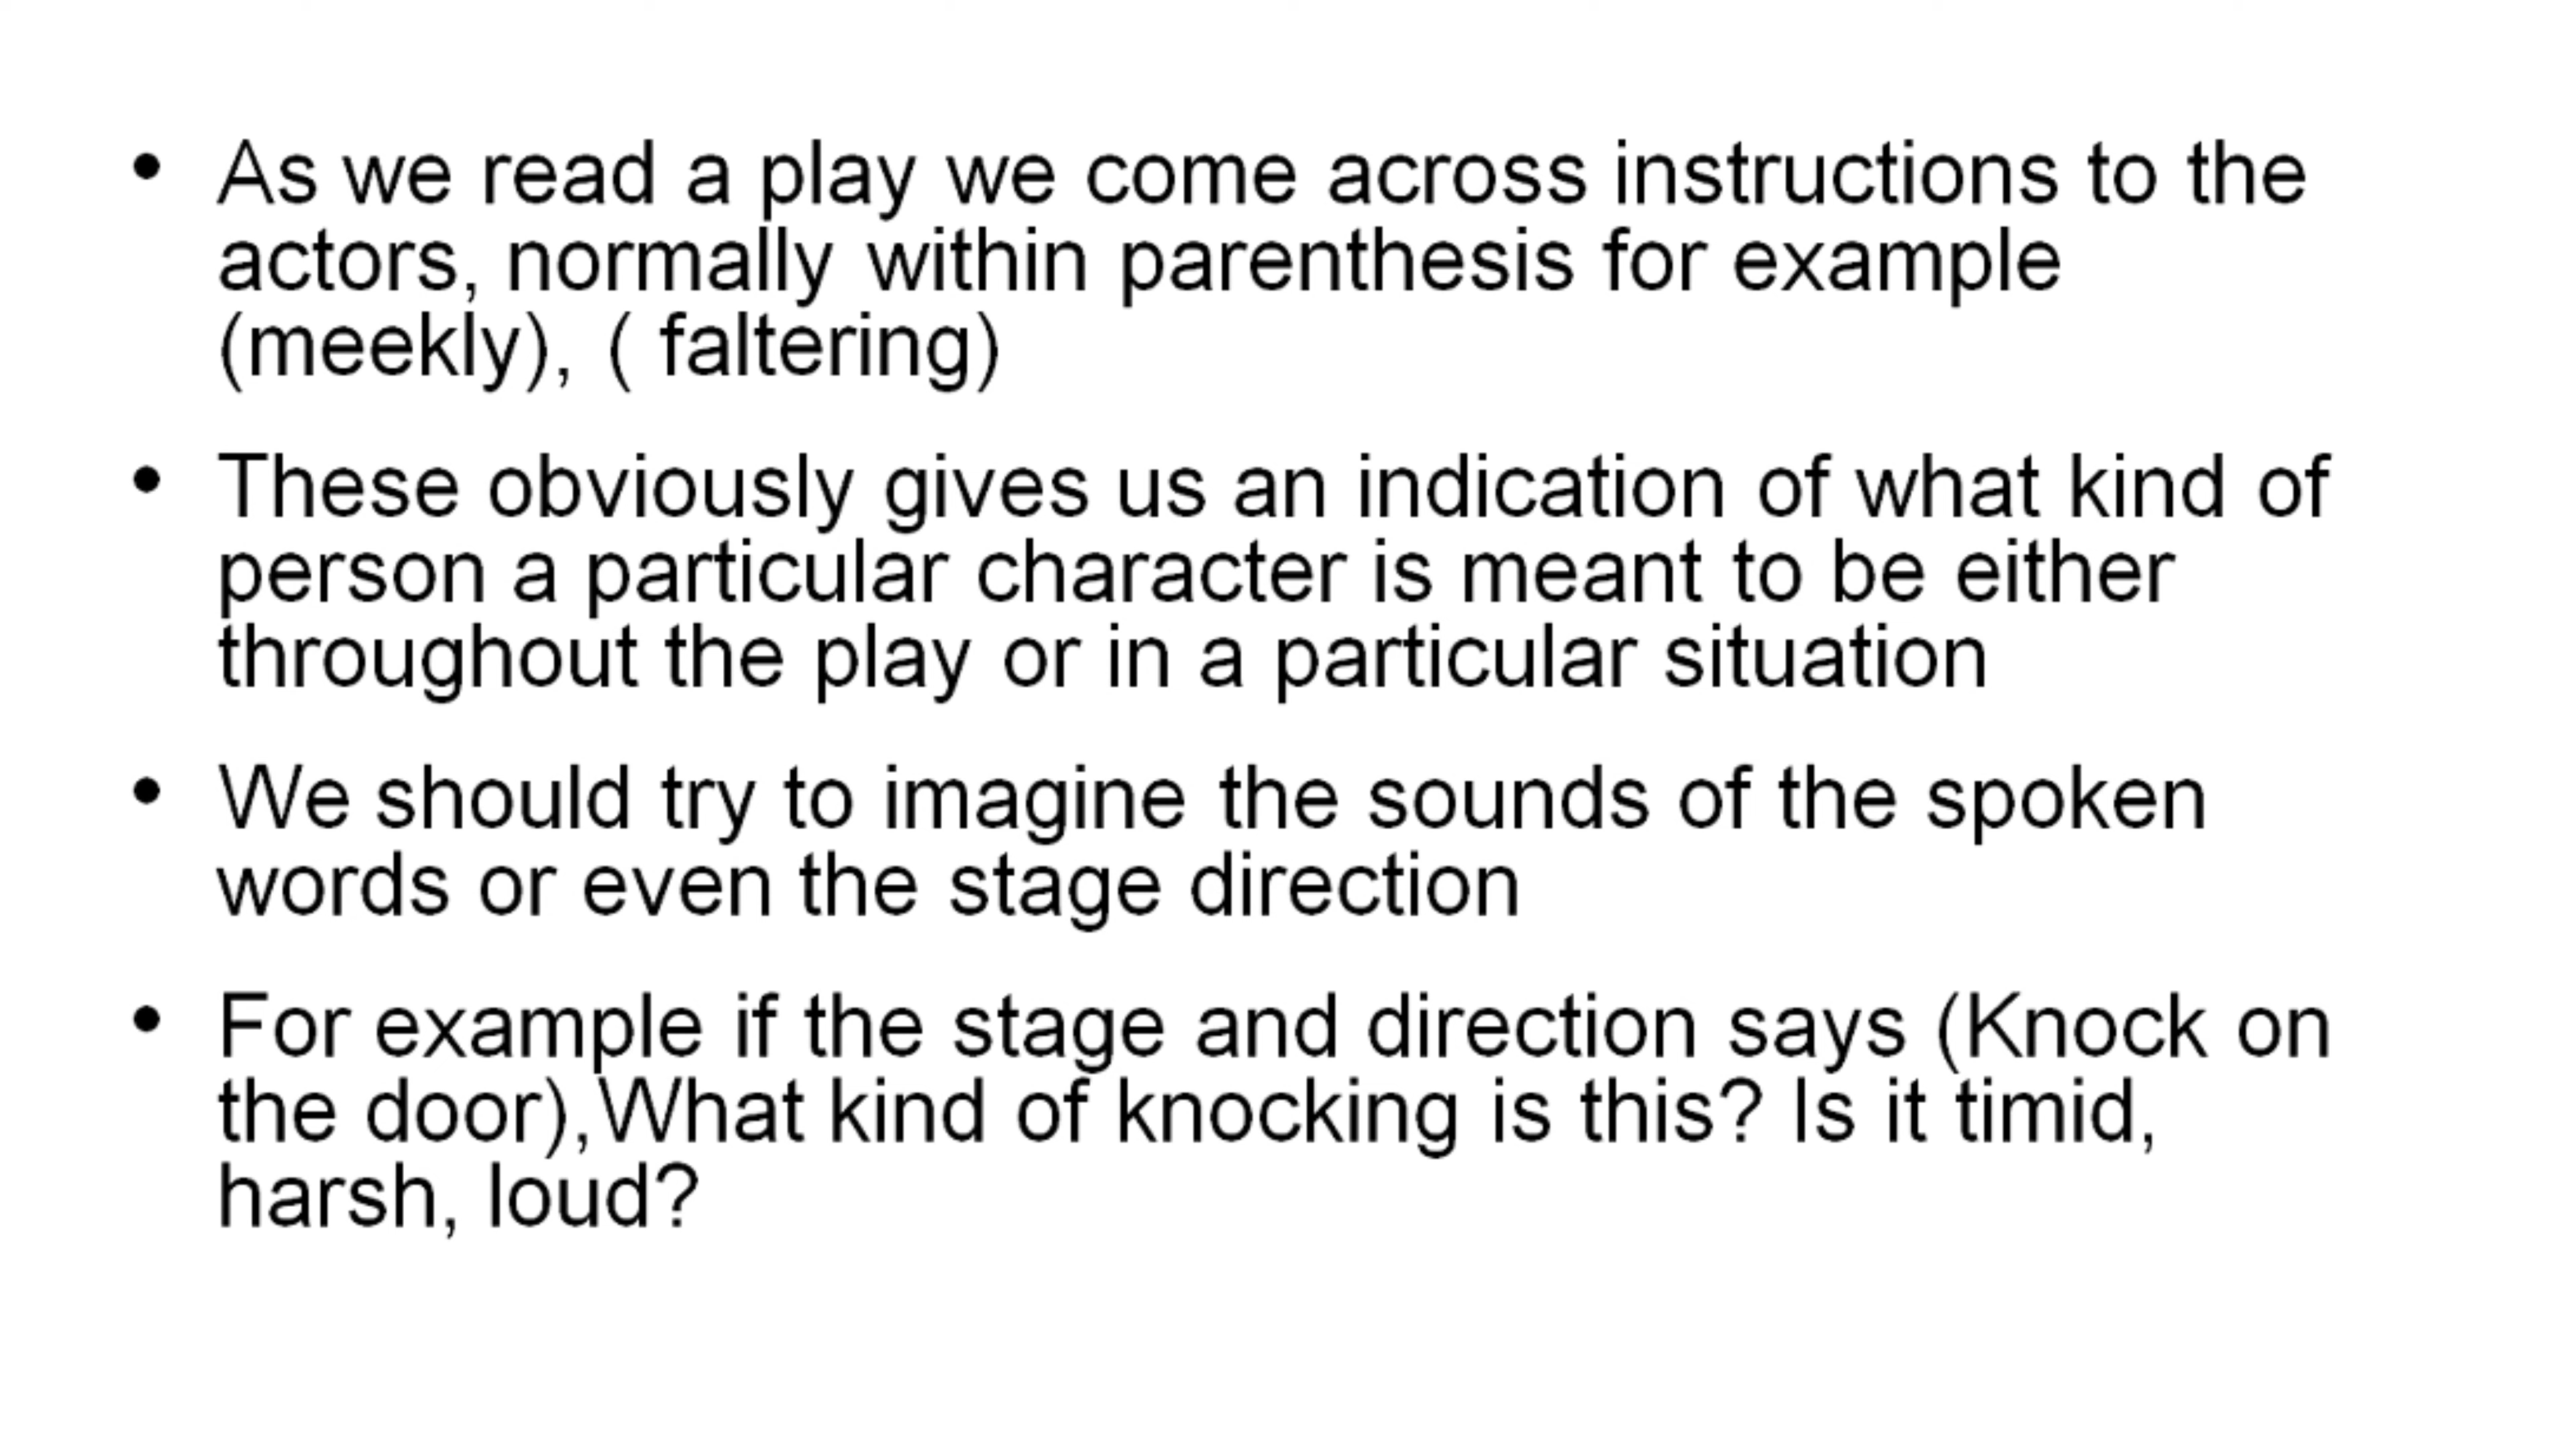 • As we read a play we come across instructions to the
actors, normally within parenthesis for example
(meekly), ( faltering)
• These obviously gives us an indication of what kind of
person a particular character is meant to be either
throughout the play or in a particular situation
• We should try to imagine the sounds of the spoken
words or even the stage direction
• For example if the stage and direction says (Knock on
the door),What kind of knocking is this? Is it timid,
harsh, loud?